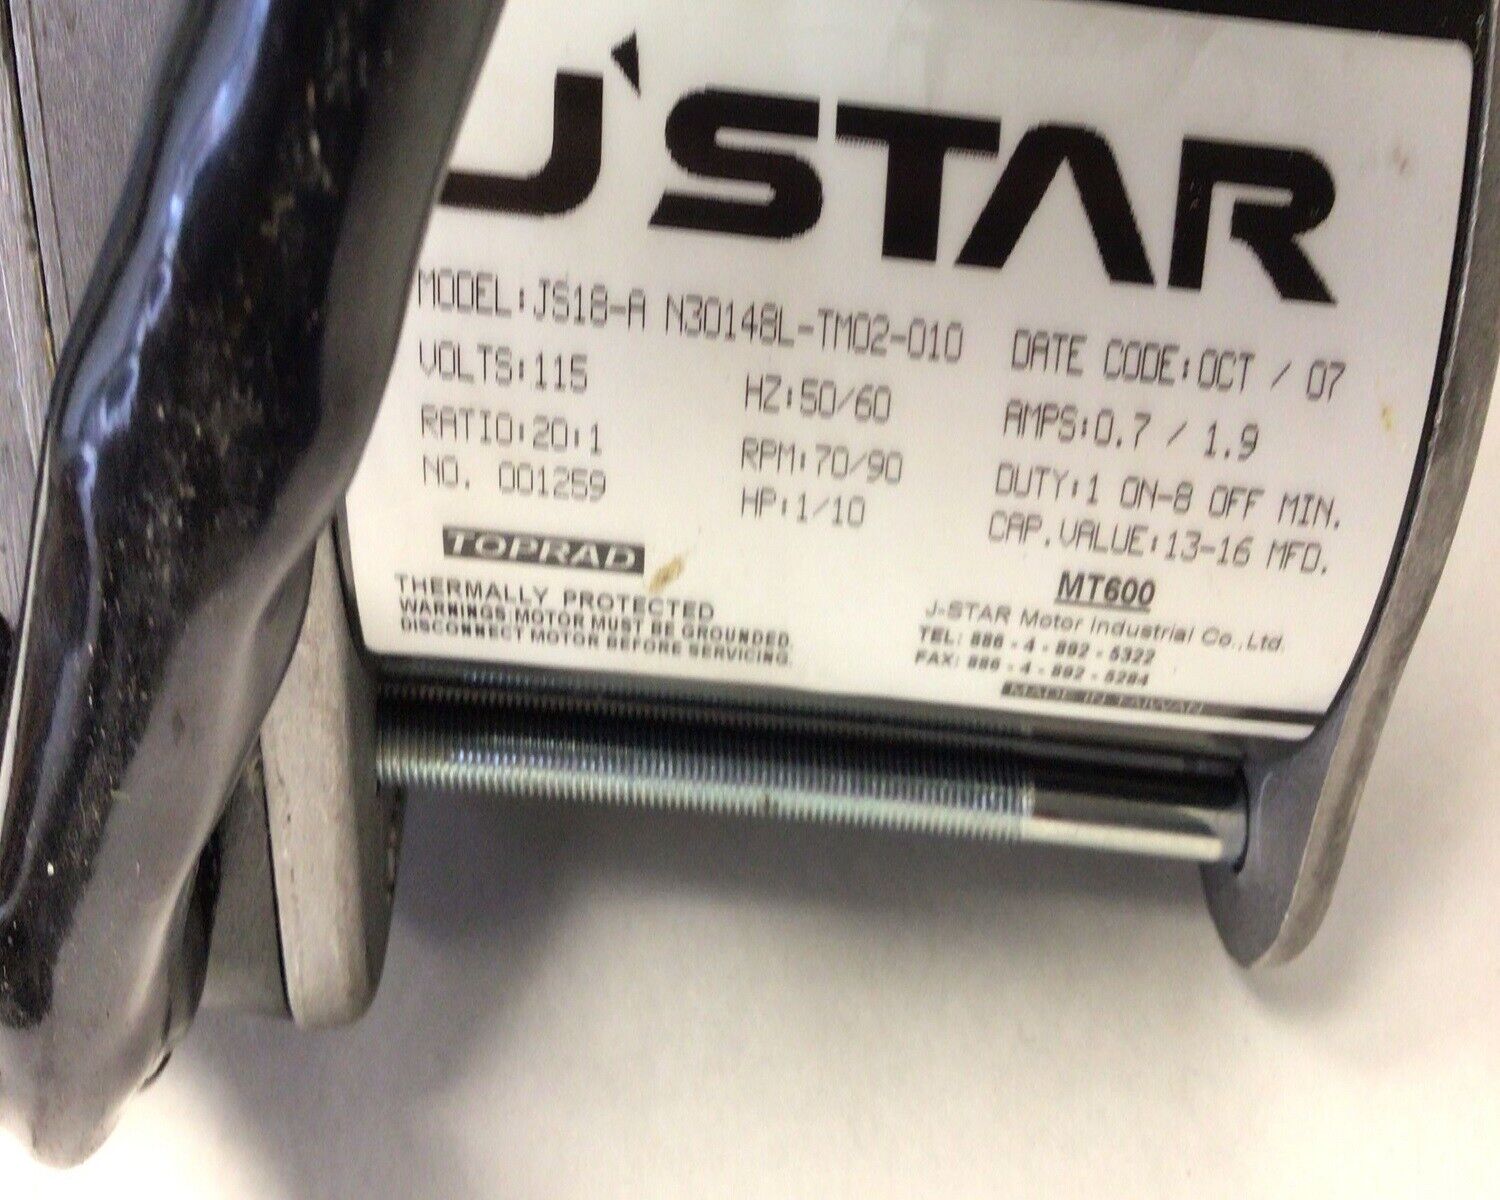 J'STAR
MODEL:JS18-A N30148L-TM02-010 DATE CODE:OCT / 07
VOLTS:115 HZ:50/60 AMPS:0.7 / 1.9
RATIO:20:1 RPM:70/90 DUTY:1 ON-8 OFF MIN.
NO. 001259 HP:1/10 CAP.VALUE:13-16 MFD.
TOPRAD
MT600
THERMALLY PROTECTED
WARNINGS MOTOR MUST BE GROUNDED
DISCONNECT MOTOR BEFORE SERVICING.
J-STAR Motor Industrial Co.,Ltd.
TEL: 886 - 4 - 892 - 5322
FAX: 886 - 4 - 892 - 5294
MADE IN TAIWAN